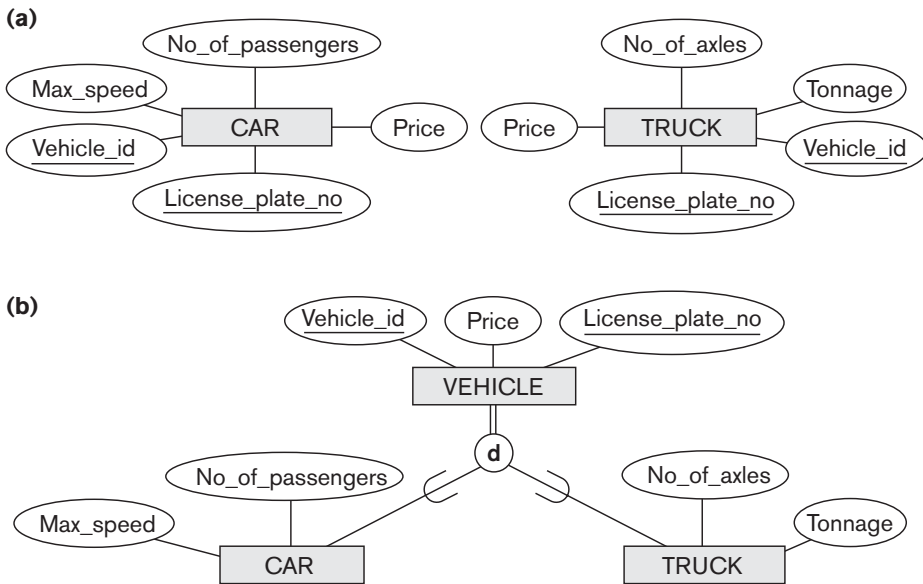 (a)
No_of_passengers
No_of_axles
Max_speed
Tonnage
CAR
Price
Price
TRUCK
Vehicle_id
Vehicle_id
License_plate_no
License_plate_no
(b)
Vehicle_id
Price
License_plate_no
VEHICLE
d
No_of_passengers
No_of_axles
Max_speed
Tonnage
CAR
TRUCK